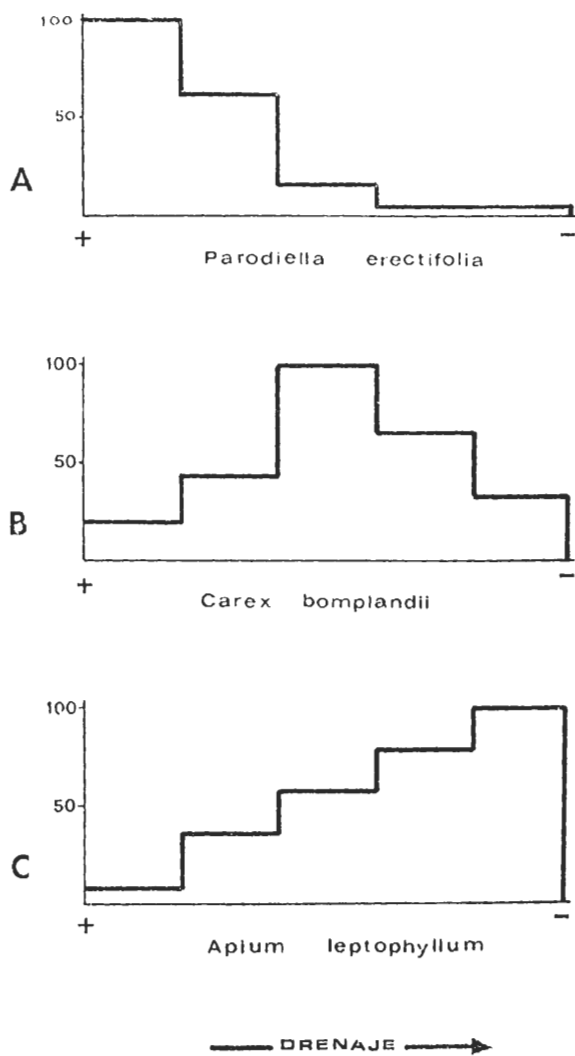 100
50
A
+ −
Parodiella erectifolia
100
50
B
+ −
Carex bomplandii
100
50
C
+ −
Apium leptophyllum
DRENAJE